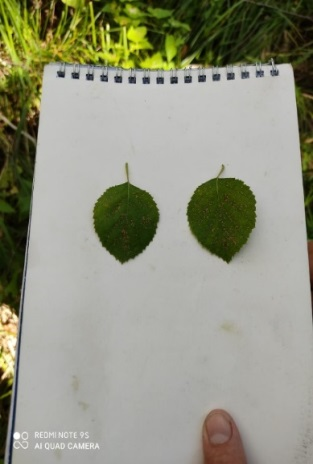 REDMI NOTE 9S
AI QUAD CAMERA